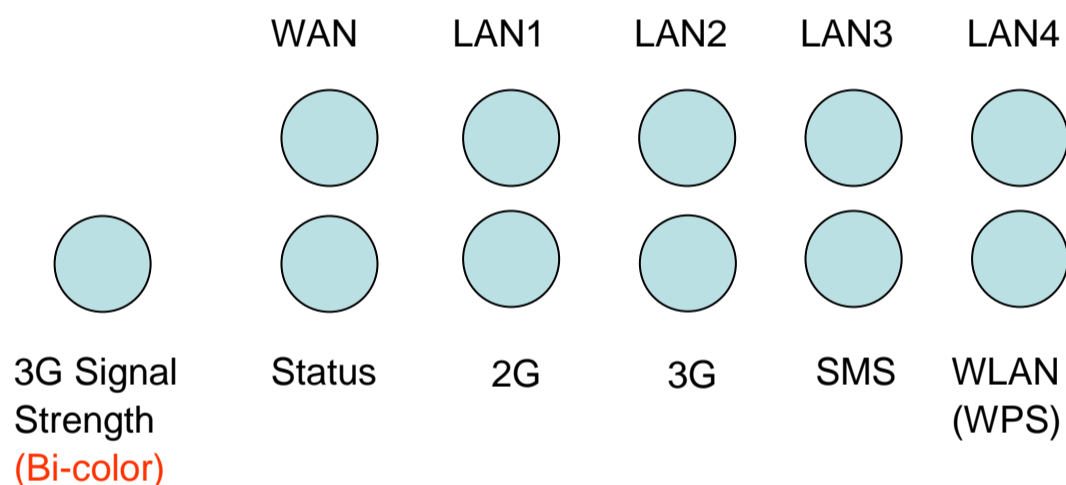 WAN LAN1 LAN2 LAN3 LAN4
3G Signal Status 2G 3G SMS WLAN
Strength (WPS)
(Bi-color)